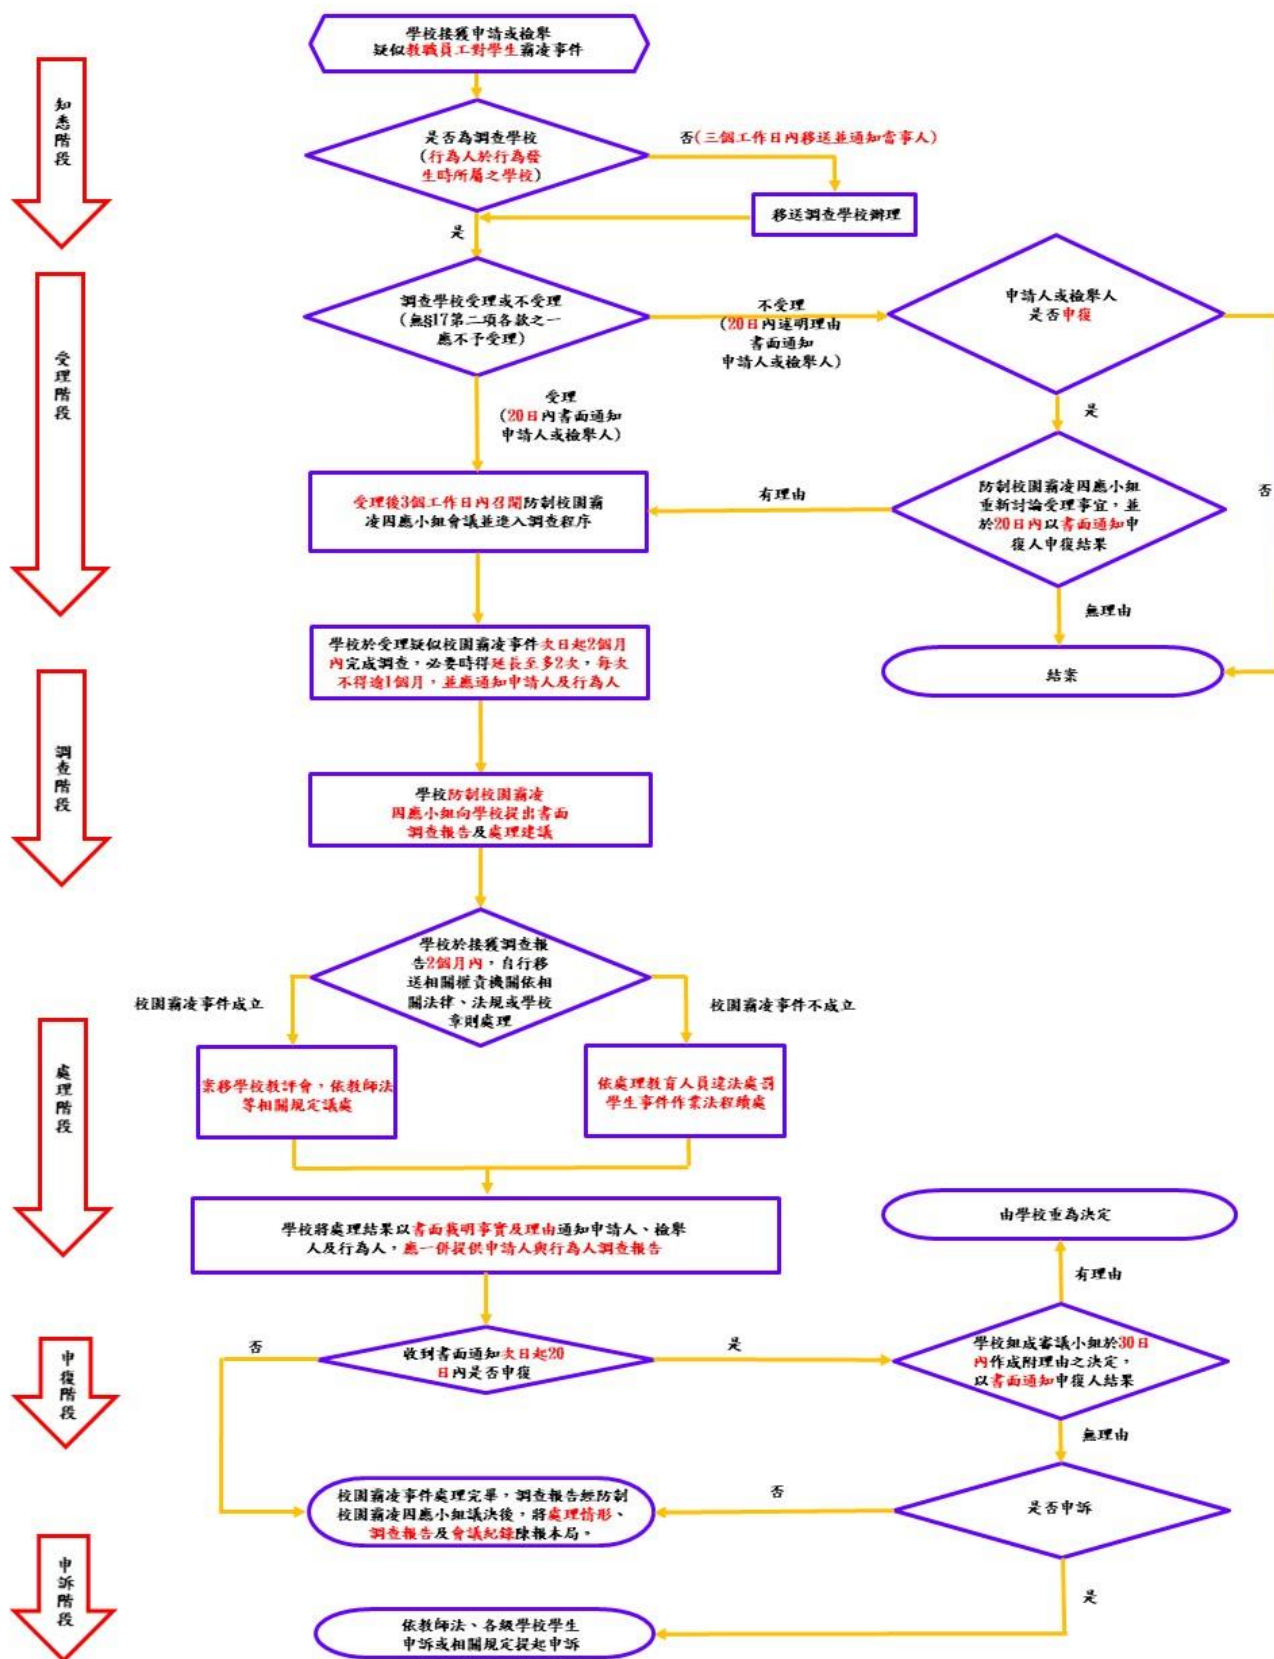 學校接獲申請或檢舉
疑似教職員工對學生霸凌事件
知悉階段
是否為調查學校
(行為人於行為發
生時所屬之學校)
否(三個工作日內移送並通知當事人)
移送調查學校辦理
是
受理階段
調查學校受理或不受理
(無§17第二項各款之一
應不予受理)
不受理
(20日內述明理由
書面通知
申請人或檢舉人)
申請人或檢舉人
是否申復
受理
(20日內書面通知
申請人或檢舉人)
是
否
受理後3個工作日內召開防制校園霸
凌因應小組會議並進入調查程序
有理由
防制校園霸凌因應小組
重新討論受理事宜，並
於20日內以書面通知申
復人申復結果
無理由
結案
學校於受理疑似校園霸凌事件次日起2個月
內完成調查，必要時得延長至多2次，每次
不得逾1個月，並應通知申請人及行為人
調查階段
學校防制校園霸凌
因應小組向學校提出書面
調查報告及處理建議
學校於接獲調查報
告2個月內，自行移
送相關權責機關依相
關法律、法規或學校
章則處理
校園霸凌事件成立
校園霸凌事件不成立
處理階段
案移學校教評會，依教師法
等相關規定議處
依處理教育人員違法處罰
學生事件作業法程續處
學校將處理結果以書面載明事實及理由通知申請人、檢舉
人及行為人，應一併提供申請人與行為人調查報告
由學校重為決定
有理由
申復階段
否
收到書面通知次日起20
日內是否申復
是
學校組成審議小組於30日
內作成附理由之決定，
以書面通知申復人結果
無理由
校園霸凌事件處理完畢，調查報告經防制
校園霸凌因應小組議決後，將處理情形、
調查報告及會議紀錄陳報本局。
否
是否申訴
是
申訴階段
依教師法、各級學校學生
申訴或相關規定提起申訴